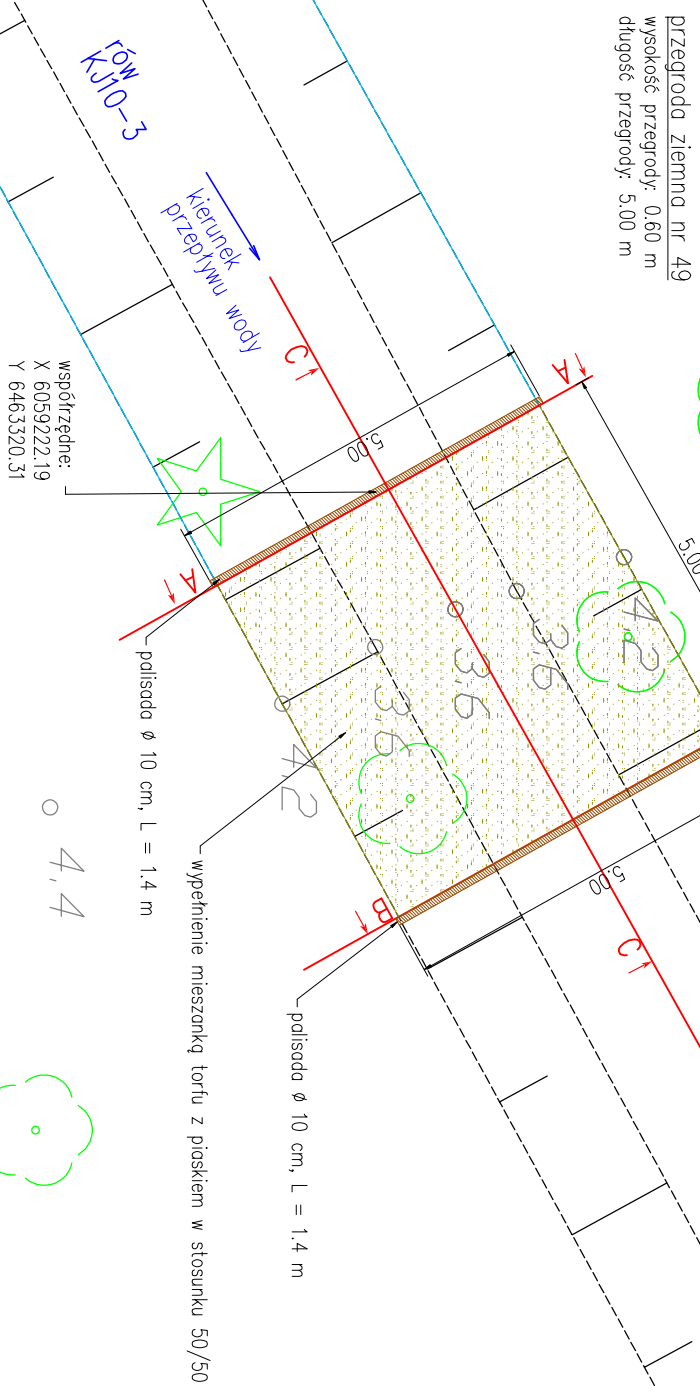 przegroda ziemna nr 49
wysokość przegrody: 0.60 m
długość przegrody: 5.00 m
rów
KJ10-3
kierunek
przepływu wody
C
A
5.00
5.00
współrzędne:
X 6059222.19
Y 6463320.31
A
4,2
3,6
3,6
3,6
4,2
palisada ø 10 cm, L = 1.4 m
4,4
5.00
B
C
wypełnienie mieszanką torfu z piaskiem w stosunku 50/50
palisada ø 10 cm, L = 1.4 m